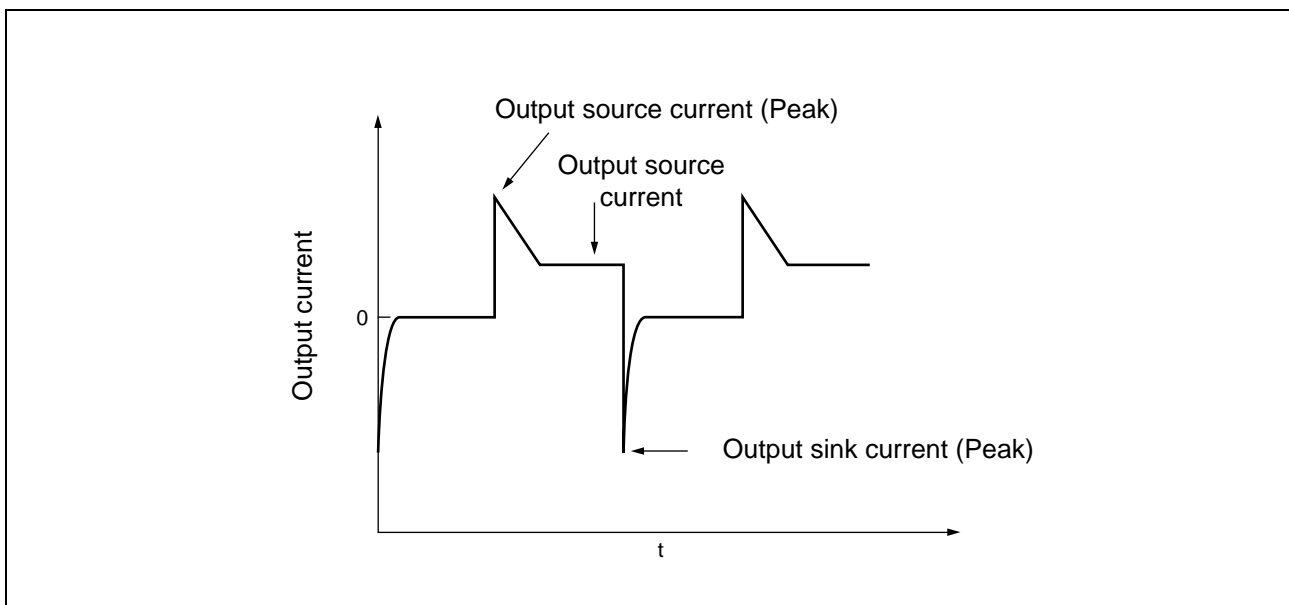 Output source current (Peak)
Output source
current
Output current
0
Output sink current (Peak)
t